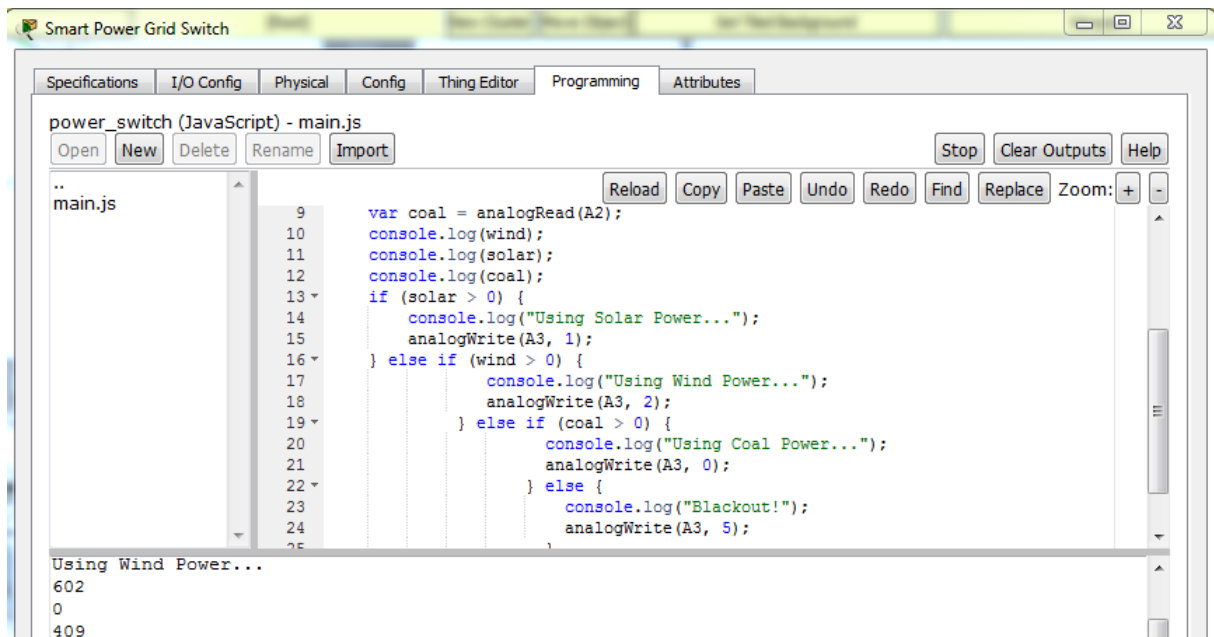 Smart Power Grid Switch
Specifications I/O Config Physical Config Thing Editor Programming Attributes
power_switch (JavaScript) - main.js
Open New Delete Rename Import Stop Clear Outputs Help
Reload Copy Paste Undo Redo Find Replace Zoom: + -
..
main.js
9 var coal = analogRead(A2);
10 console.log(wind);
11 console.log(solar);
12 console.log(coal);
13 if (solar > 0) {
14 console.log("Using Solar Power...");
15 analogWrite(A3, 1);
16 } else if (wind > 0) {
17 console.log("Using Wind Power...");
18 analogWrite(A3, 2);
19 } else if (coal > 0) {
20 console.log("Using Coal Power...");
21 analogWrite(A3, 0);
22 } else {
23 console.log("Blackout!");
24 analogWrite(A3, 5);
25 }
Using Wind Power...
602
0
409